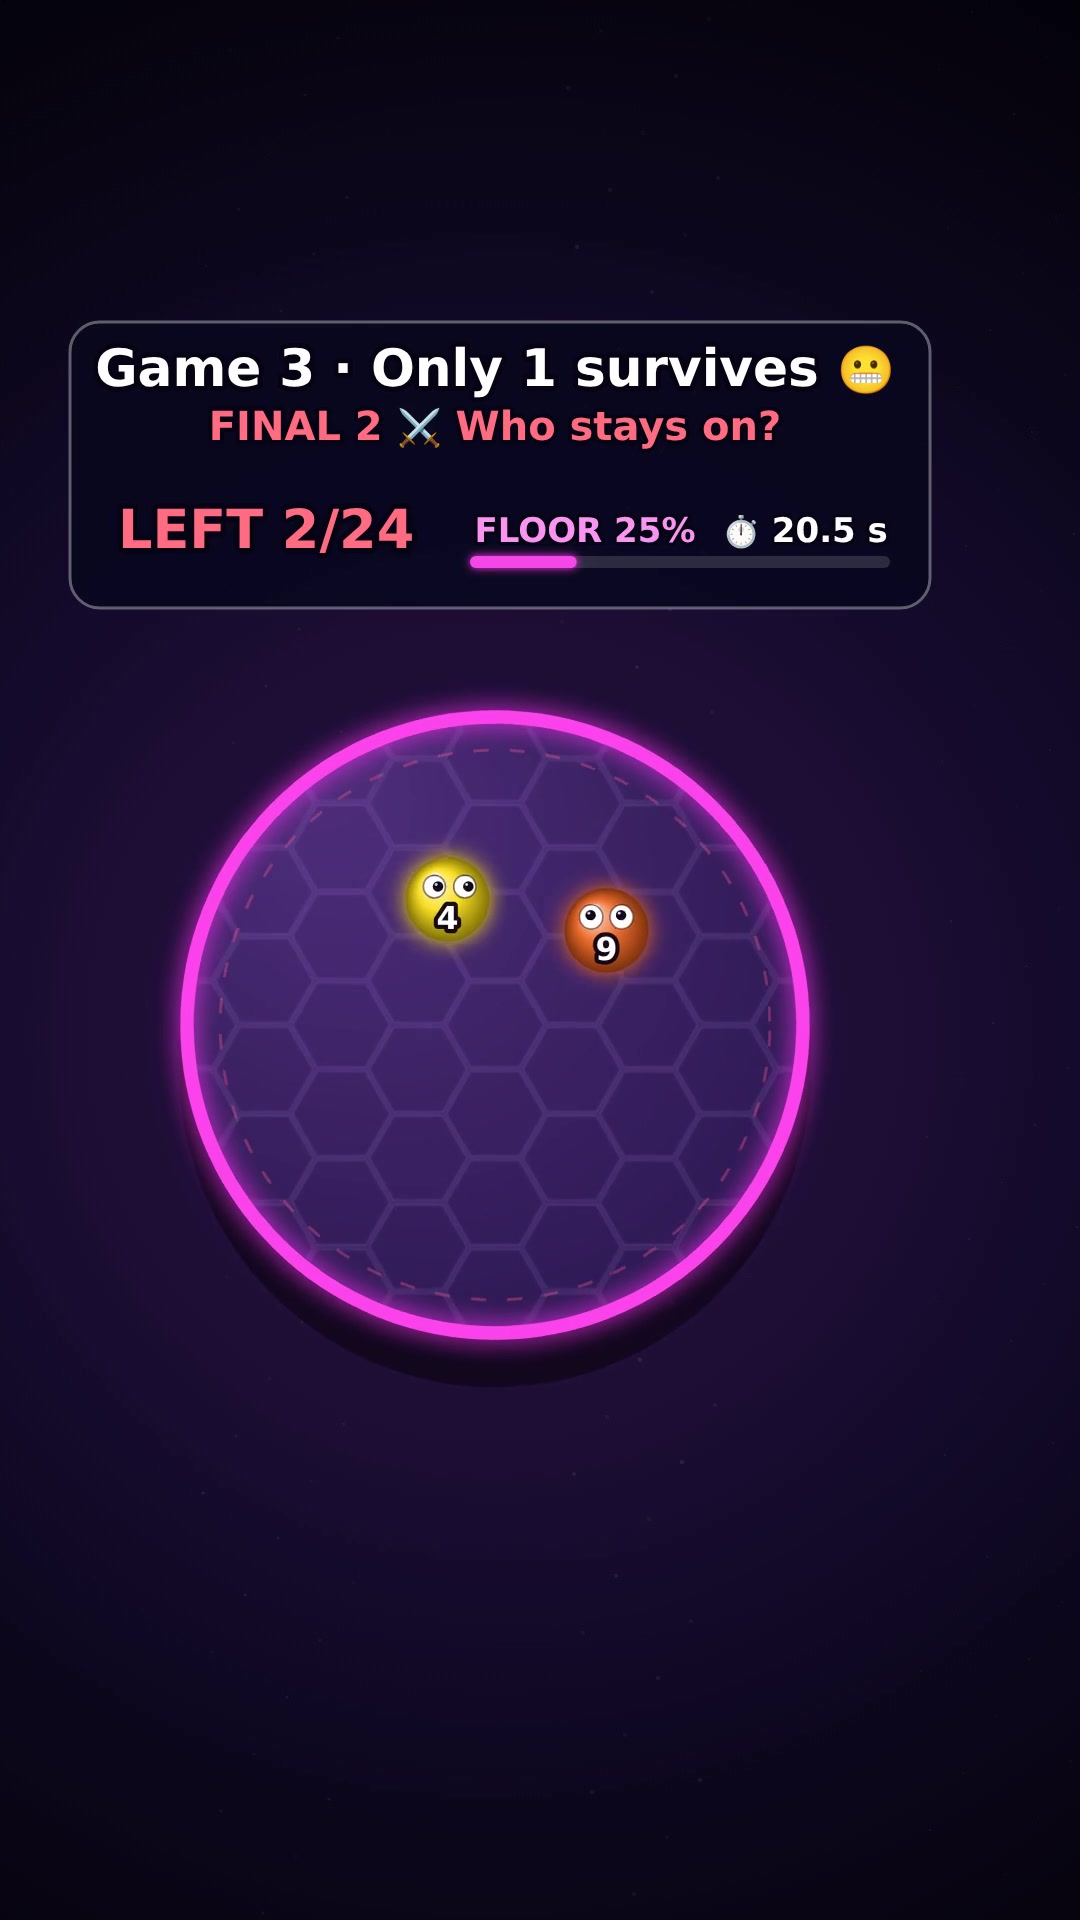 Game 3 · Only 1 survives 😬
FINAL 2 ⚔️ Who stays on?
LEFT 2/24
FLOOR 25% ⏱️ 20.5 s
4
9